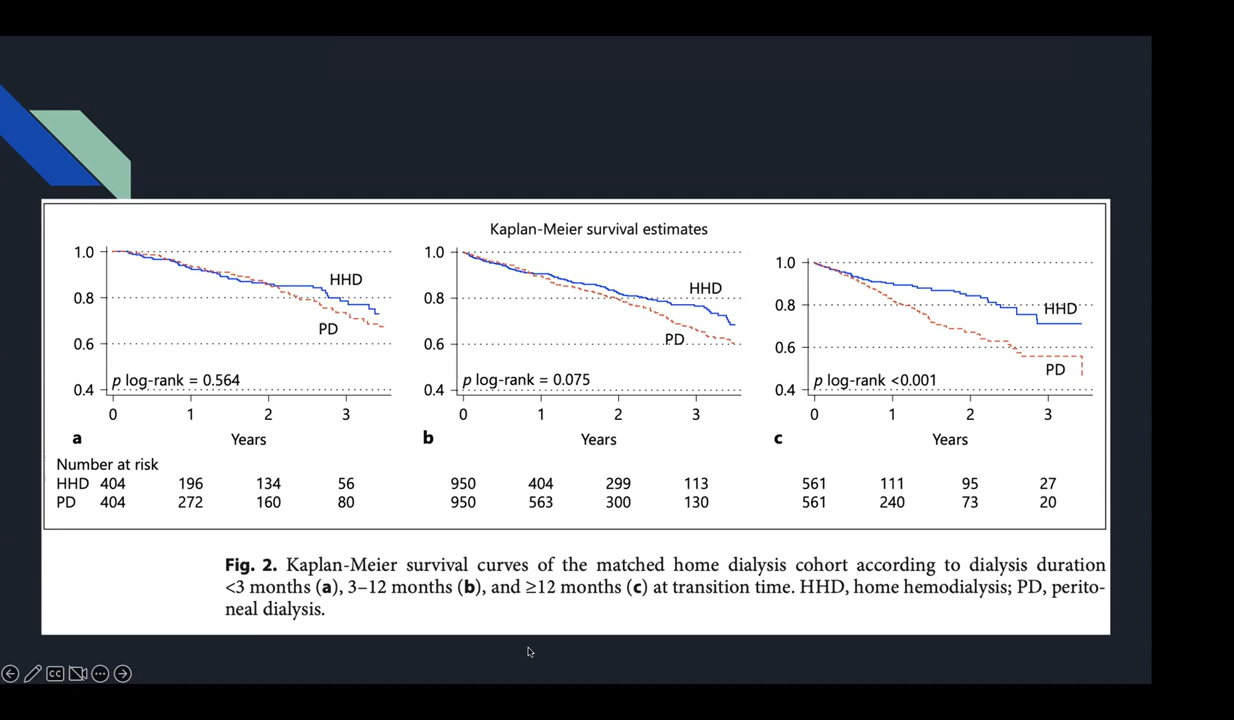 Kaplan-Meier survival estimates
1.0
0.8
0.6
0.4
HHD
PD
p log-rank = 0.564
0 1 2 3
a Years
1.0
0.8
0.6
0.4
HHD
PD
p log-rank = 0.075
0 1 2 3
b Years
1.0
0.8
0.6
0.4
HHD
PD
p log-rank <0.001
0 1 2 3
c Years
Number at risk
HHD 404 196 134 56 950 404 299 113 561 111 95 27
PD 404 272 160 80 950 563 300 130 561 240 73 20
Fig. 2. Kaplan-Meier survival curves of the matched home dialysis cohort according to dialysis duration
<3 months (a), 3–12 months (b), and ≥12 months (c) at transition time. HHD, home hemodialysis; PD, perito-
neal dialysis.
CC